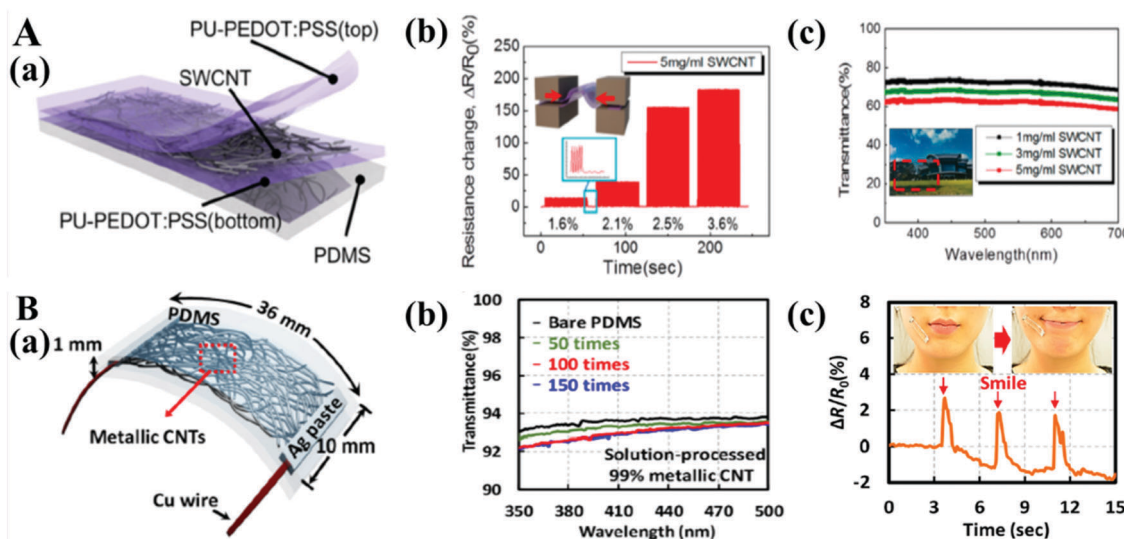 A
(a)
PU-PEDOT:PSS(top)
SWCNT
PU-PEDOT:PSS(bottom)
PDMS
(b)
Resistance change, ΔR/R0(%)
250
200
150
100
50
0
5mg/ml SWCNT
1.6%
2.1%
2.5%
3.6%
0
100
200
Time(sec)
(c)
Transmittance(%)
100
80
60
40
20
0
1mg/ml SWCNT
3mg/ml SWCNT
5mg/ml SWCNT
400
500
600
700
Wavelength(nm)
B
(a)
PDMS
36 mm
1 mm
Metallic CNTs
Ag paste
10 mm
Cu wire
(b)
Transmittance(%)
100
98
96
94
92
90
Bare PDMS
50 times
100 times
150 times
Solution-processed
99% metallic CNT
350
380
410
440
470
500
Wavelength (nm)
(c)
ΔR/R0(%)
8
6
4
2
0
-2
Smile
0
3
6
9
12
15
Time (sec)